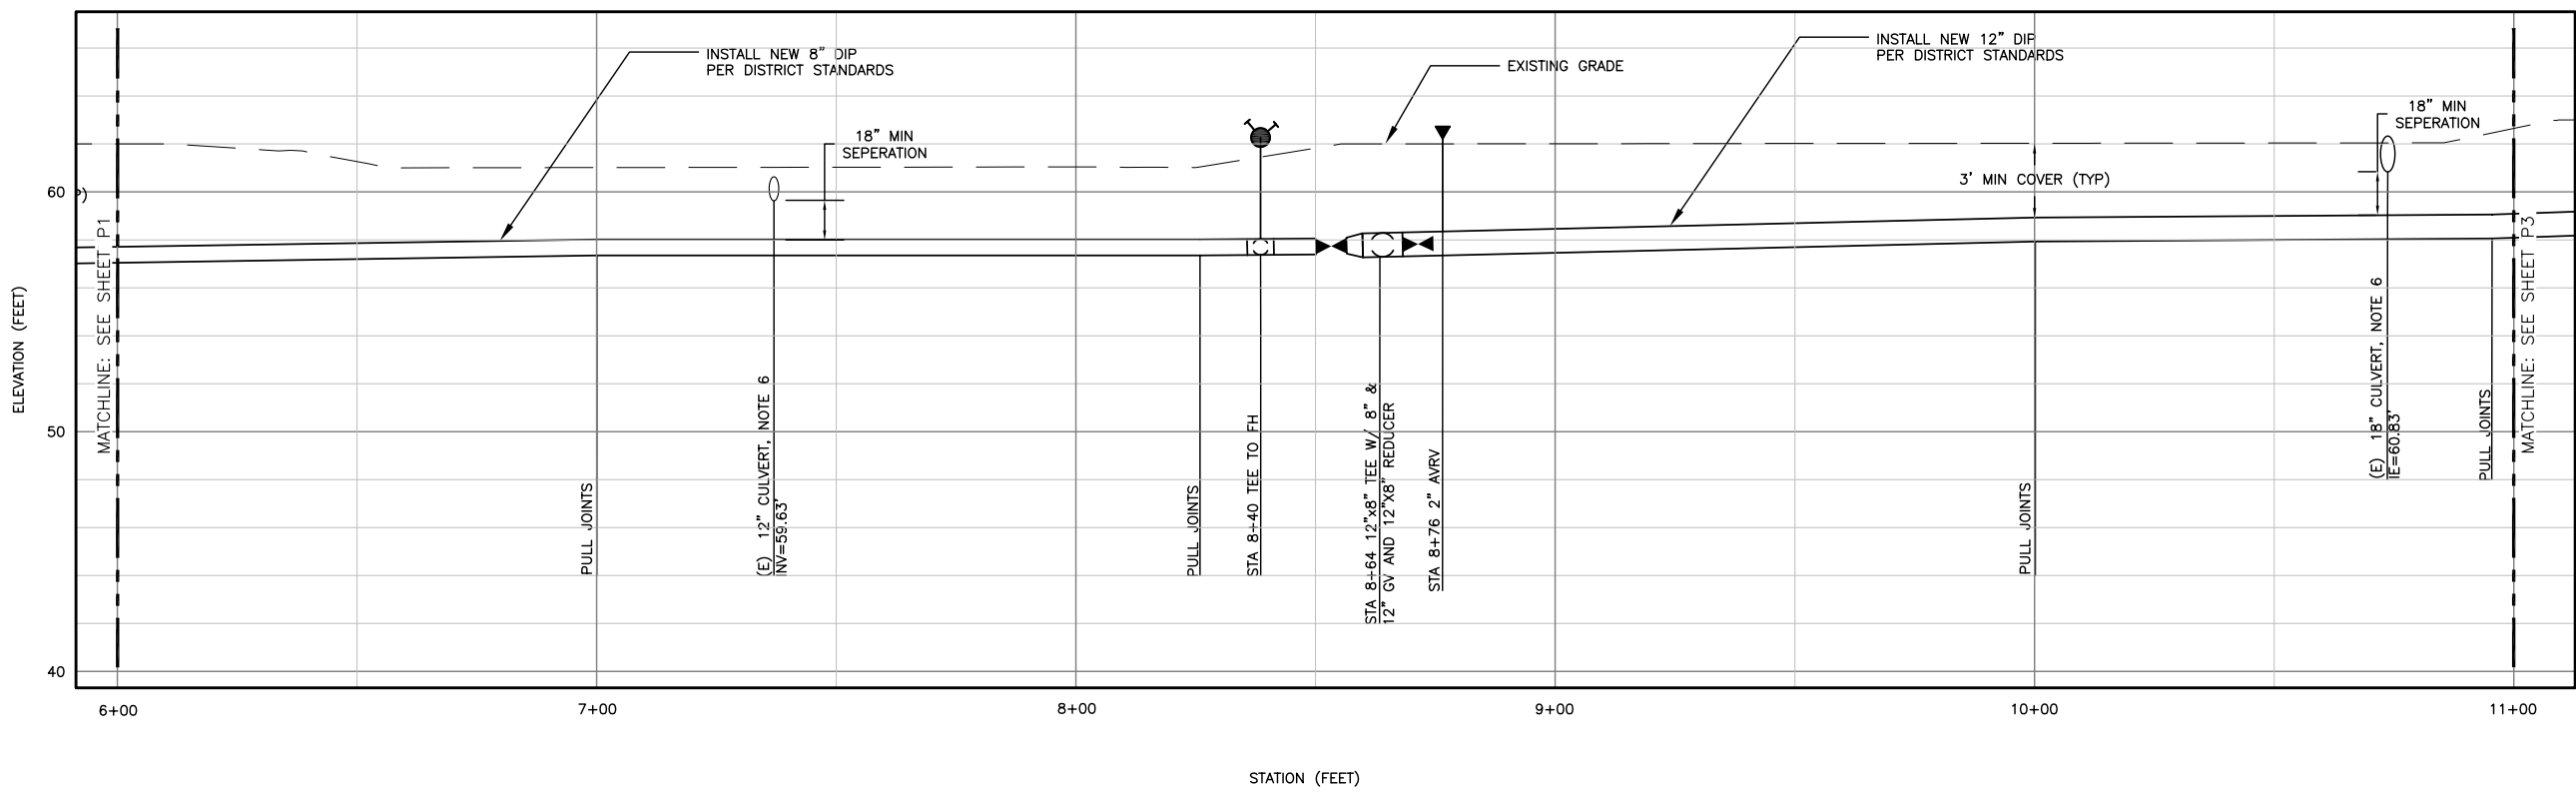 INSTALL NEW 8" DIP
PER DISTRICT STANDARDS
INSTALL NEW 12" DIP
PER DISTRICT STANDARDS
EXISTING GRADE
18" MIN
SEPERATION
18" MIN
SEPERATION
3' MIN COVER (TYP)
P)
ELEVATION (FEET)
60
50
40
MATCHLINE: SEE SHEET P1
PULL JOINTS
(E) 12" CULVERT, NOTE 6
INV=59.63'
PULL JOINTS
STA 8+40 TEE TO FH
STA 8+64 12"x8" TEE W/ 8" &
12" GV AND 12"x8" REDUCER
STA 8+76 2" AVRV
PULL JOINTS
(E) 18" CULVERT, NOTE 6
IE=60.83'
PULL JOINTS
MATCHLINE: SEE SHEET P3
6+00
7+00
8+00
9+00
10+00
11+00
STATION (FEET)